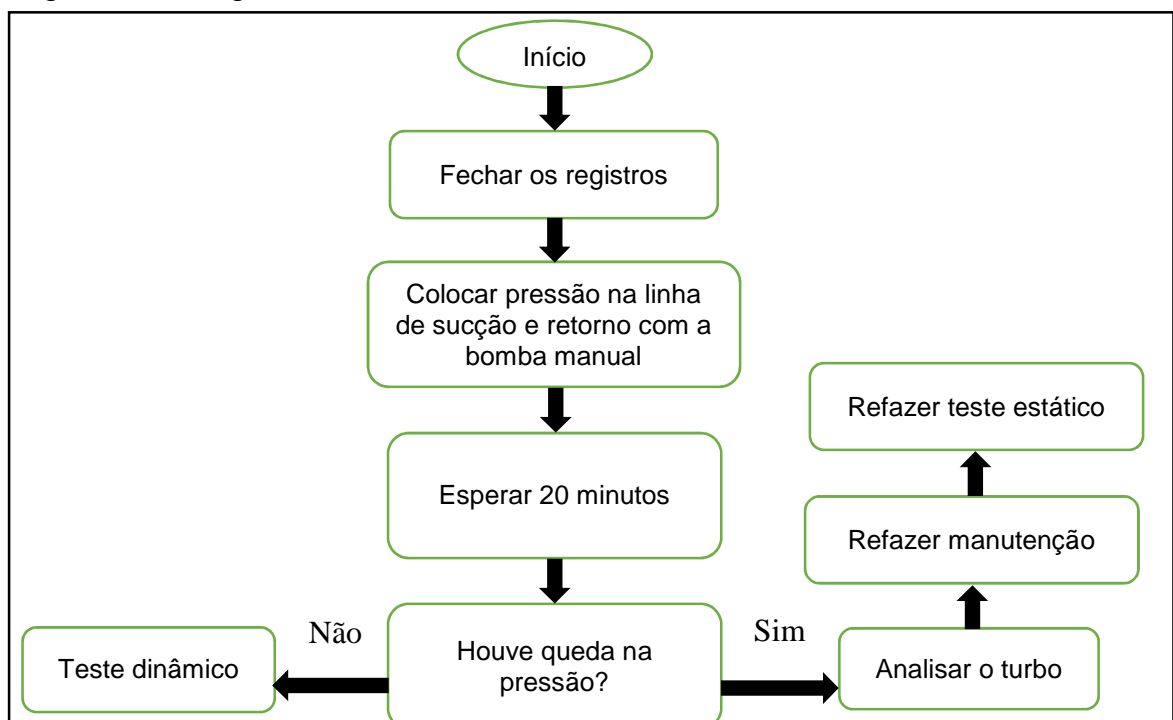 Início
Fechar os registros
Colocar pressão na linha
de sucção e retorno com a
bomba manual
Refazer teste estático
Esperar 20 minutos
Refazer manutenção
Não
Sim
Teste dinâmico
Houve queda na
pressão?
Analisar o turbo